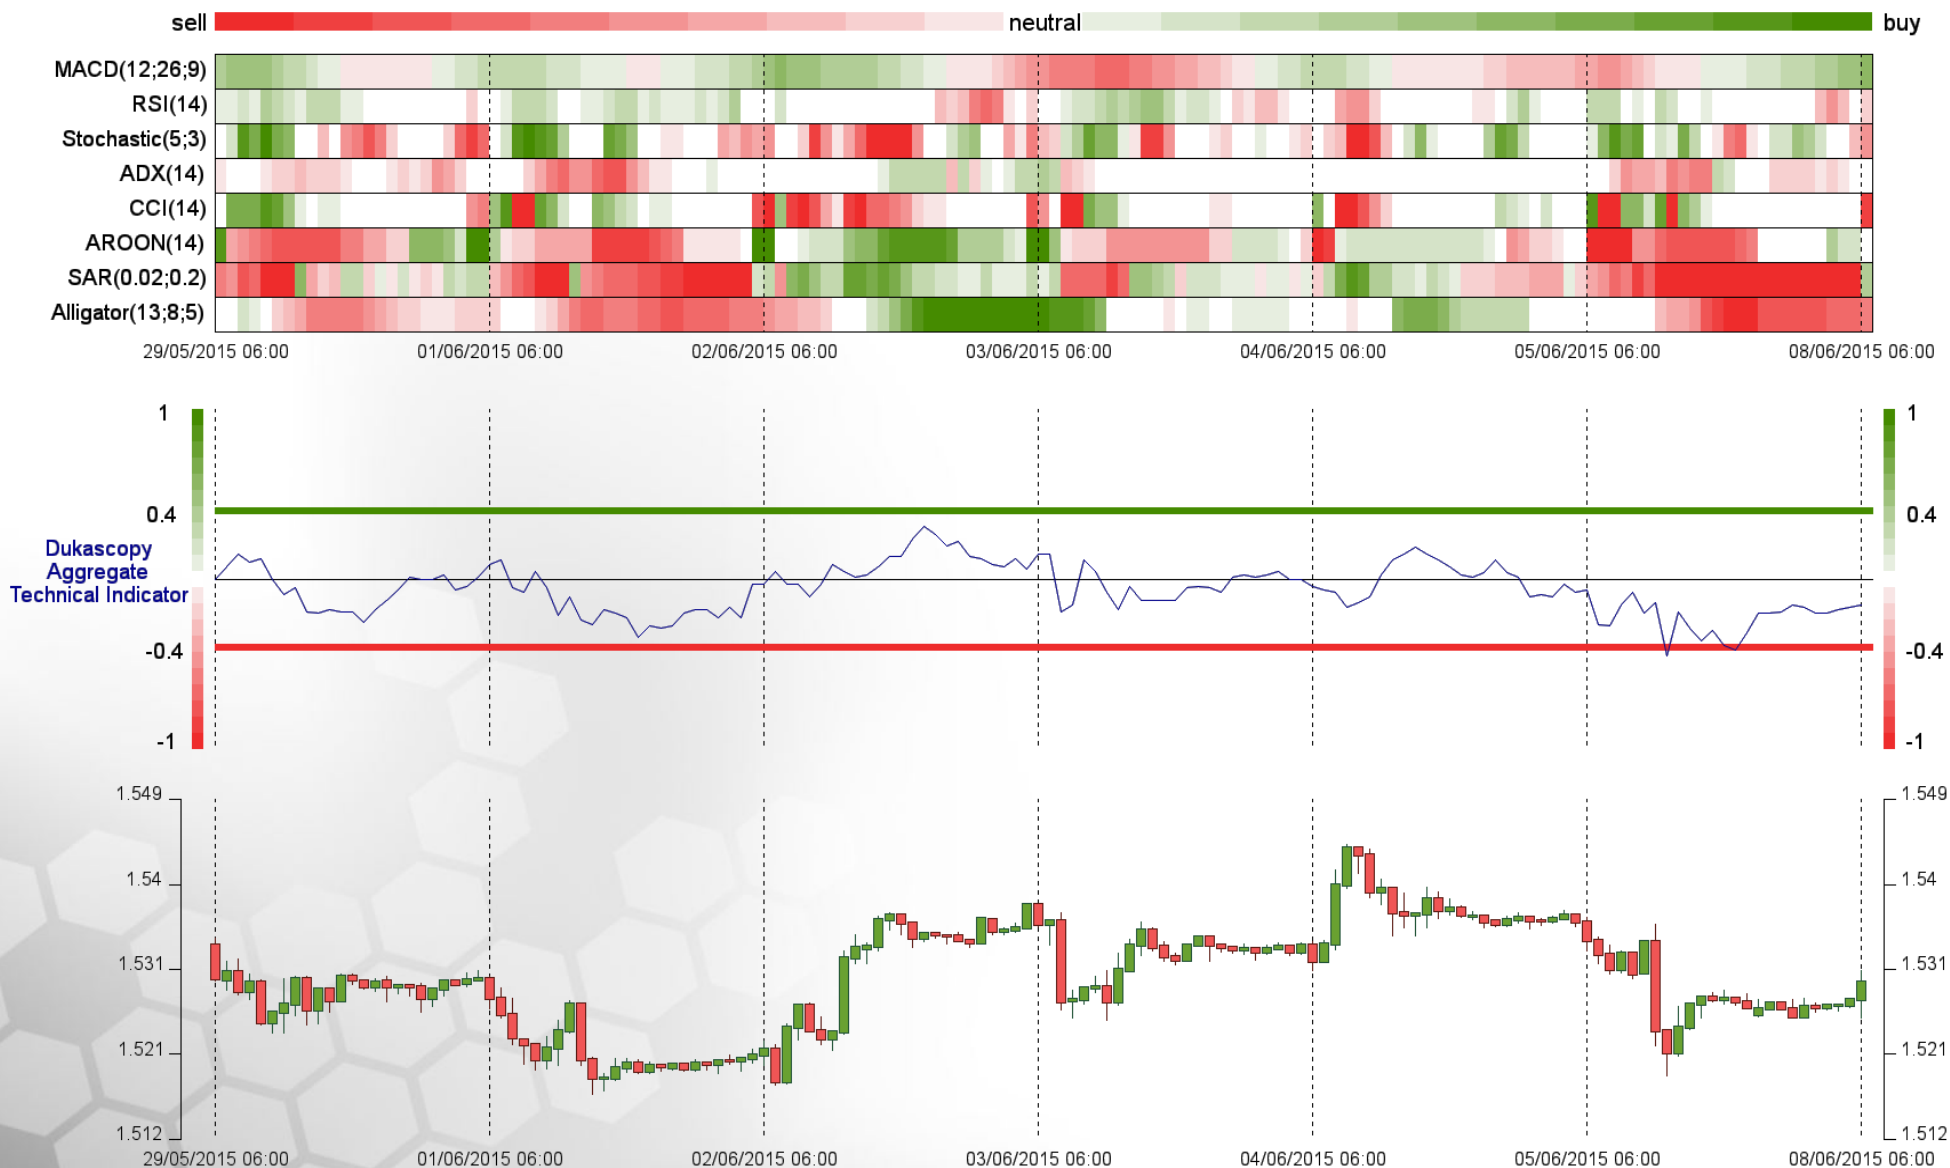 sell neutral buy
MACD(12;26;9)
RSI(14)
Stochastic(5;3)
ADX(14)
CCI(14)
AROON(14)
SAR(0.02;0.2)
Alligator(13;8;5)
29/05/2015 06:00 01/06/2015 06:00 02/06/2015 06:00 03/06/2015 06:00 04/06/2015 06:00 05/06/2015 06:00 08/06/2015 06:00
1 1
0.4 0.4
Dukascopy
Aggregate
Technical Indicator
-0.4 -0.4
-1 -1
1.549 1.549
1.54 1.54
1.531 1.531
1.521 1.521
1.512 1.512
29/05/2015 06:00 01/06/2015 06:00 02/06/2015 06:00 03/06/2015 06:00 04/06/2015 06:00 05/06/2015 06:00 08/06/2015 06:00